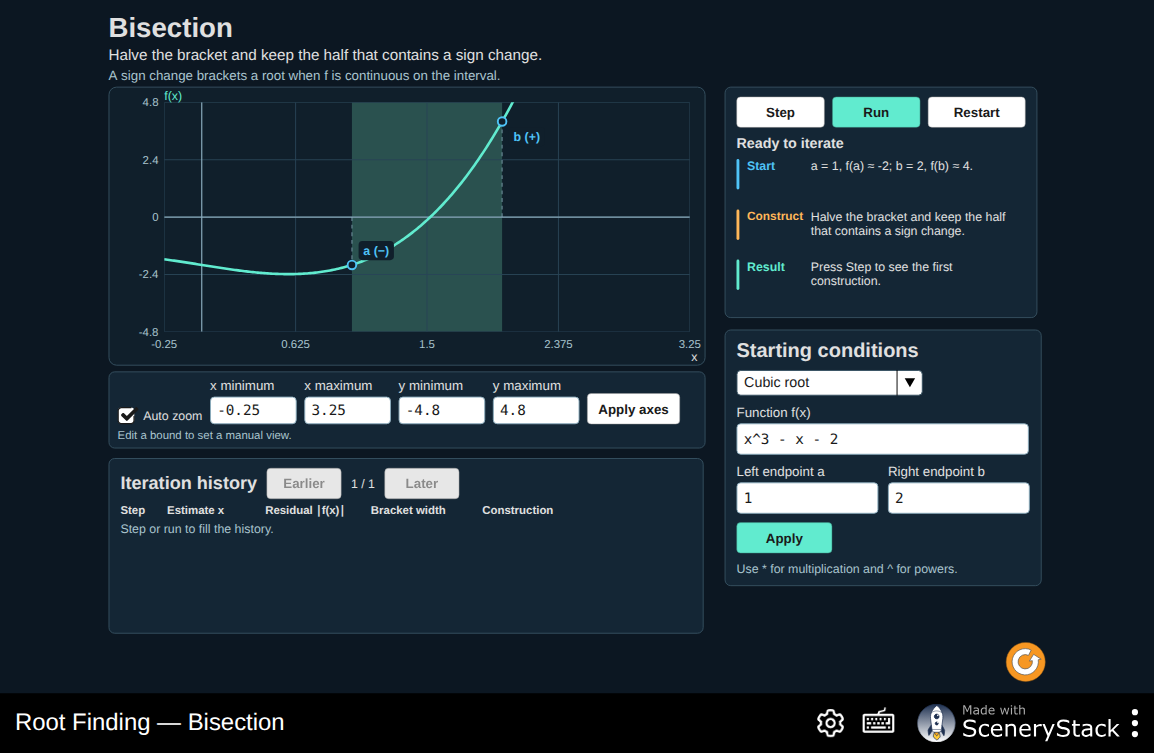 Bisection
Halve the bracket and keep the half that contains a sign change.
A sign change brackets a root when f is continuous on the interval.
f(x)
4.8
2.4
0
-2.4
-4.8
-0.25
0.625
1.5
2.375
3.25
x
a (−)
b (+)
Step
Run
Restart
Ready to iterate
Start
a = 1, f(a) = -2; b = 2, f(b) = 4.
Construct
Halve the bracket and keep the half
that contains a sign change.
Result
Press Step to see the first
construction.
x minimum
x maximum
y minimum
y maximum
Auto zoom
-0.25
3.25
-4.8
4.8
Apply axes
Edit a bound to set a manual view.
Starting conditions
Cubic root
Function f(x)
x^3 - x - 2
Left endpoint a
Right endpoint b
1
2
Apply
Use * for multiplication and ^ for powers.
Iteration history
Earlier
1 / 1
Later
Step
Estimate x
Residual |f(x)|
Bracket width
Construction
Step or run to fill the history.
Root Finding — Bisection
Made with
SceneryStack